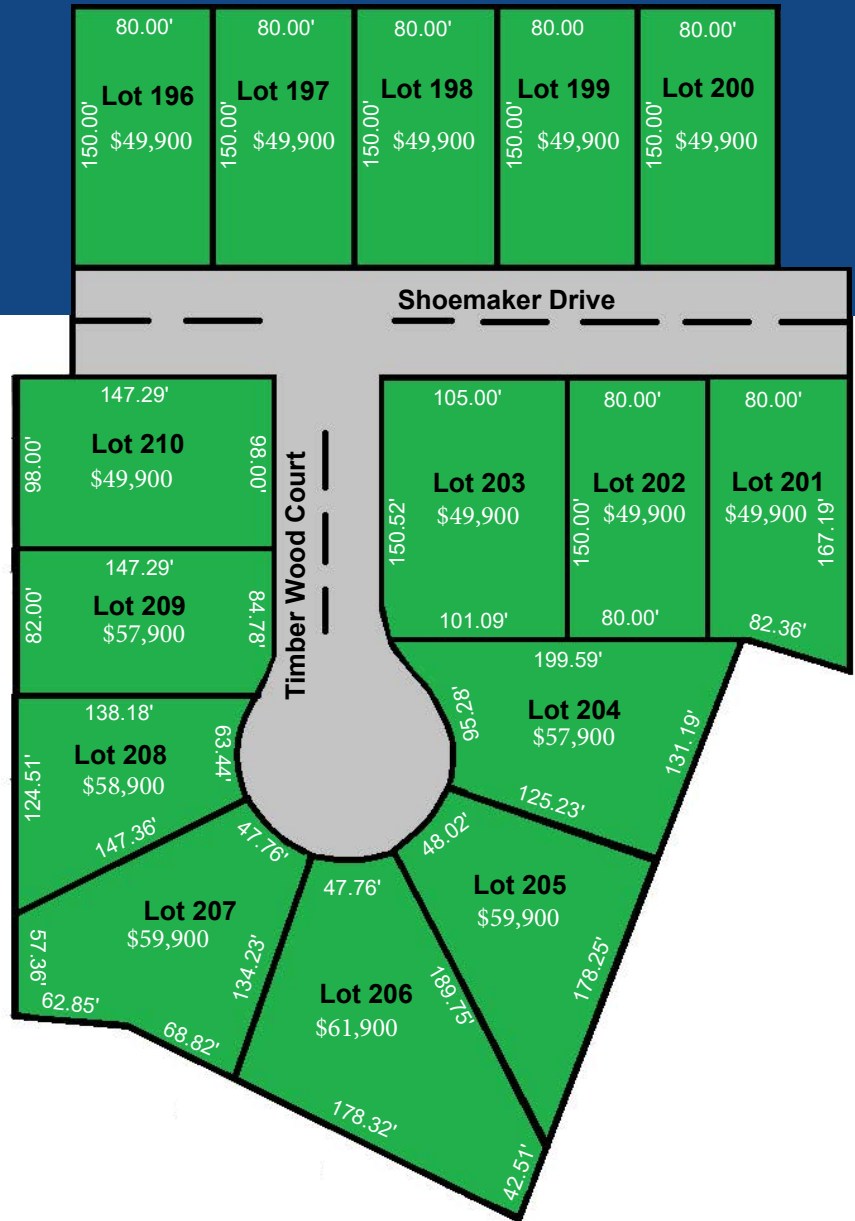 80.00' 80.00' 80.00' 80.00 80.00'
Lot 196 Lot 197 Lot 198 Lot 199 Lot 200
150.00' 150.00' 150.00' 150.00' 150.00'
$49,900 $49,900 $49,900 $49,900 $49,900
Shoemaker Drive
Timber Wood Court
147.29'
98.00'
Lot 210
$49,900
98.00'
105.00'
150.52'
Lot 203
$49,900
101.09'
80.00'
150.00'
Lot 202
$49,900
80.00'
80.00'
Lot 201
$49,900
167.19'
82.36'
147.29'
82.00'
Lot 209
$57,900
84.78'
199.59'
95.28'
Lot 204
$57,900
131.19'
125.23'
138.18'
124.51'
Lot 208
$58,900
63.44'
147.36'
48.02'
Lot 205
$59,900
178.25'
47.76'
Lot 207
$59,900
57.36'
134.23'
62.85'
68.82'
47.76'
Lot 206
$61,900
189.75'
178.32'
42.51'